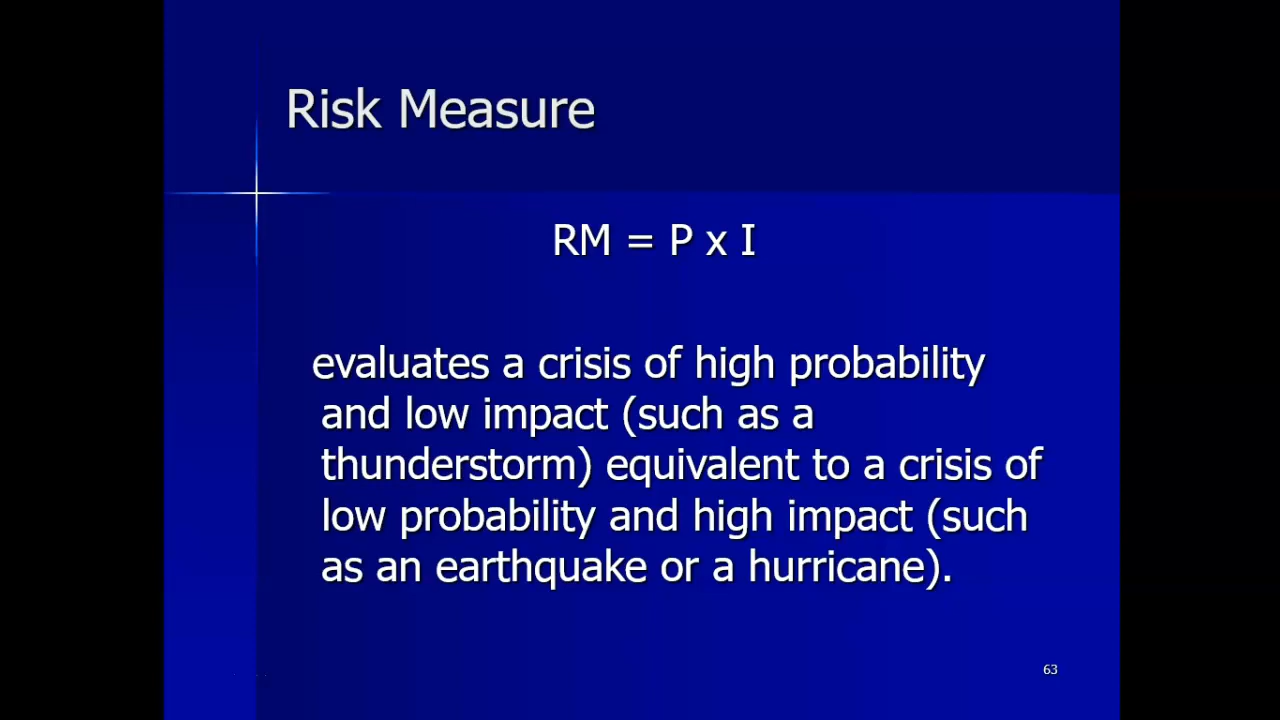 Risk Measure
RM = P x I
evaluates a crisis of high probability
and low impact (such as a
thunderstorm) equivalent to a crisis of
low probability and high impact (such
as an earthquake or a hurricane).
63